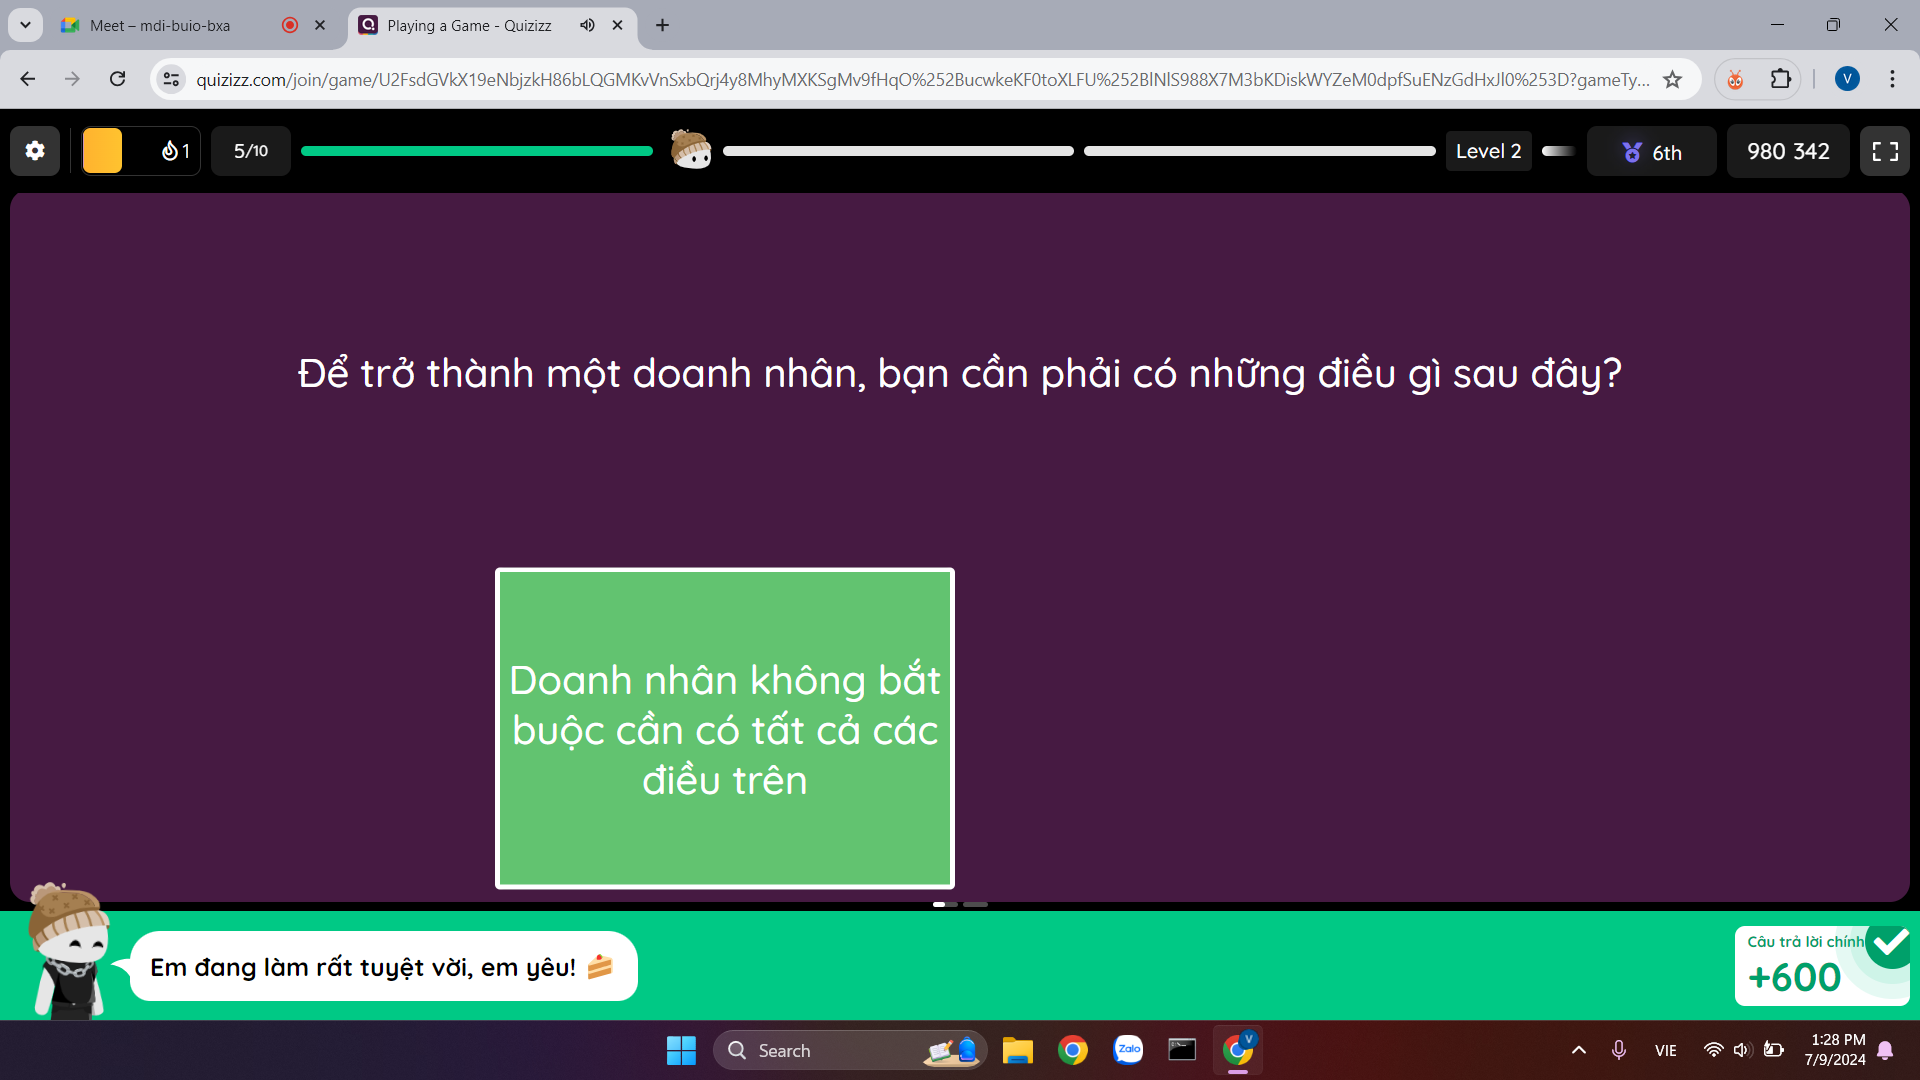 Meet – mdi-buio-bxa
Playing a Game - Quizizz
quizizz.com/join/game/U2FsdGVkX19eNbjzkH86bLQGMKvVnSxbQrj4y8MhyMXKSgMv9fHqO%252BucwkeKF0toXLFU%252BlNlS988X7M3bKDiskWYZeM0dpfSuENzGdHxJl0%253D?gameTy...
V
1
5/10
Level 2
6th
980 342
Để trở thành một doanh nhân, bạn cần phải có những điều gì sau đây?
Doanh nhân không bắt
buộc cần có tất cả các
điều trên
Em đang làm rất tuyệt vời, em yêu!
Câu trả lời chính
+600
Search
Zalo
V
VIE
1:28 PM
7/9/2024